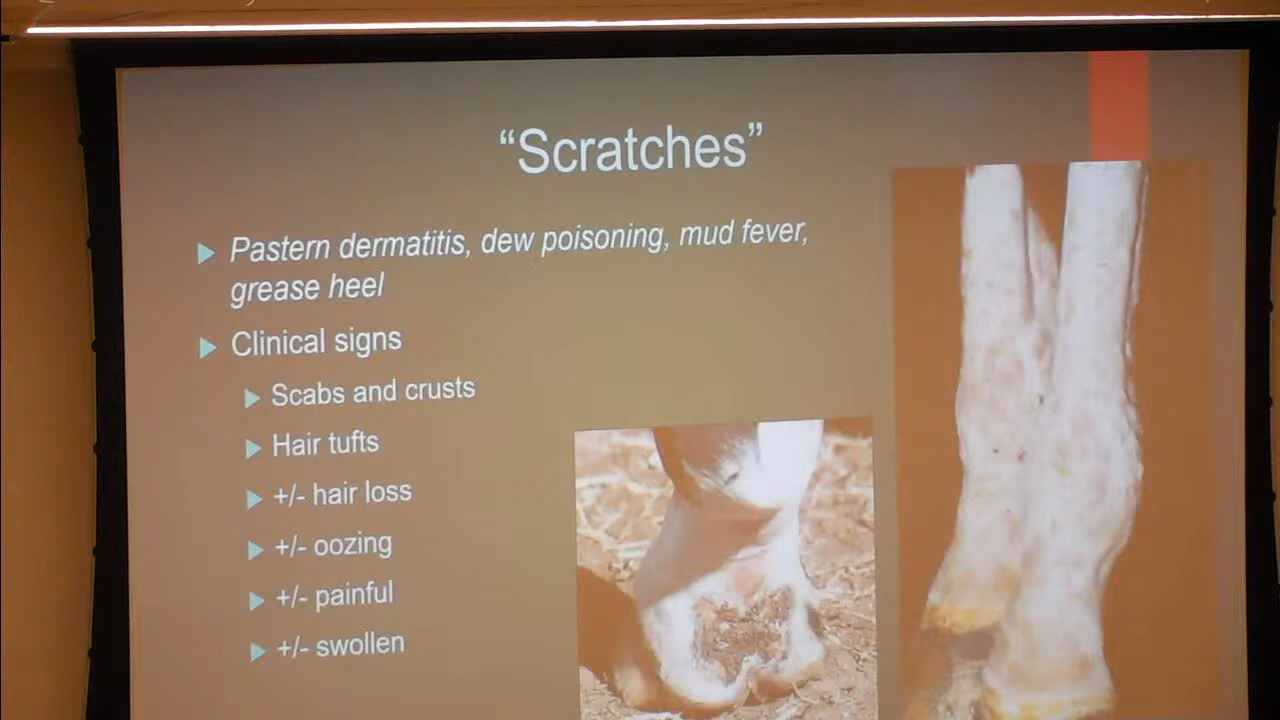 “Scratches”
Pastern dermatitis, dew poisoning, mud fever,
grease heel
Clinical signs
Scabs and crusts
Hair tufts
+/- hair loss
+/- oozing
+/- painful
+/- swollen